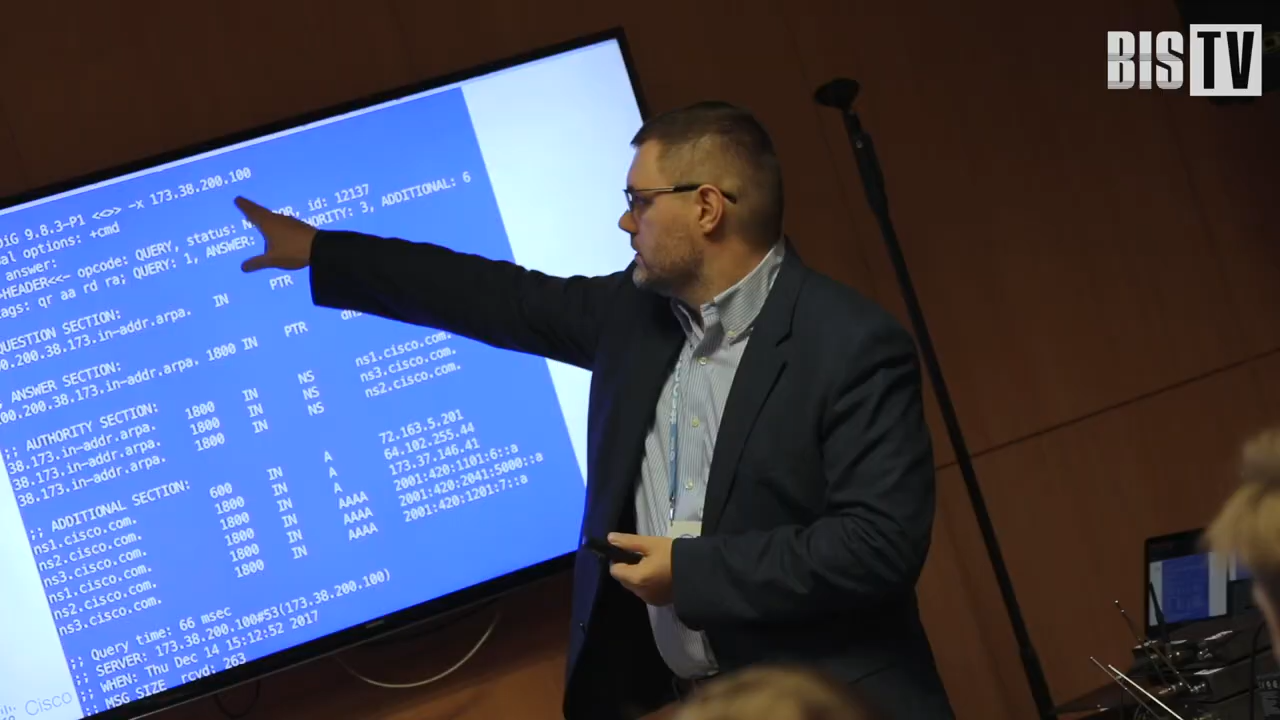 BIS TV
DiG 9.8.3-P1 <<>> -x 173.38.200.100
options: +cmd
answer:
HEADER<<- opcode: QUERY, status: id: 12137
qr aa rd ra; QUERY: 1, ANSWER: 3, ADDITIONAL: 6
SECTION:
200.38.173.in-addr.arpa. IN PTR
ANSWER SECTION:
200.38.173.in-addr.arpa. 1800 IN PTR
;; AUTHORITY SECTION:
38.173.in-addr.arpa. 1800 IN NS ns1.cisco.com.
38.173.in-addr.arpa. 1800 IN NS ns3.cisco.com.
38.173.in-addr.arpa. 1800 IN NS ns2.cisco.com.
;; ADDITIONAL SECTION:
ns1.cisco.com. 600 IN A 72.163.5.201
ns2.cisco.com. 1800 IN A 64.102.255.44
ns3.cisco.com. 1800 IN A 173.37.146.41
ns1.cisco.com. 1800 IN AAAA 2001:420:1101:6::a
ns2.cisco.com. 1800 IN AAAA 2001:420:2041:5000::a
ns3.cisco.com. 1800 IN AAAA 2001:420:1201:7::a
;; Query time: 66 msec
;; SERVER: 173.38.200.100#53(173.38.200.100)
;; WHEN: Thu Dec 14 15:12:52 2017
;; MSG SIZE rcvd: 263
Cisco